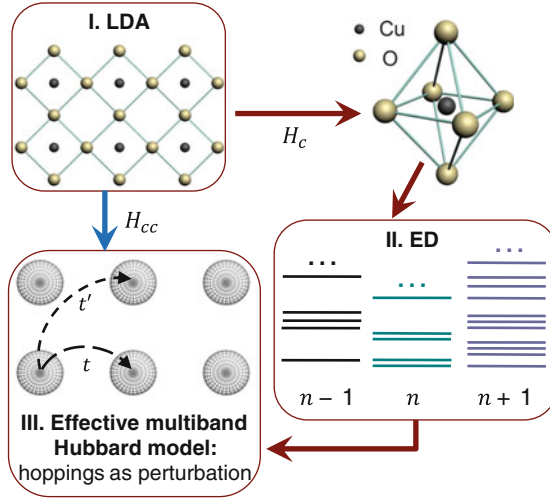 I. LDA
Cu
O
H_c
H_cc
II. ED
...
...
...
n − 1
n
n + 1
t′
t
III. Effective multiband
Hubbard model:
hoppings as perturbation